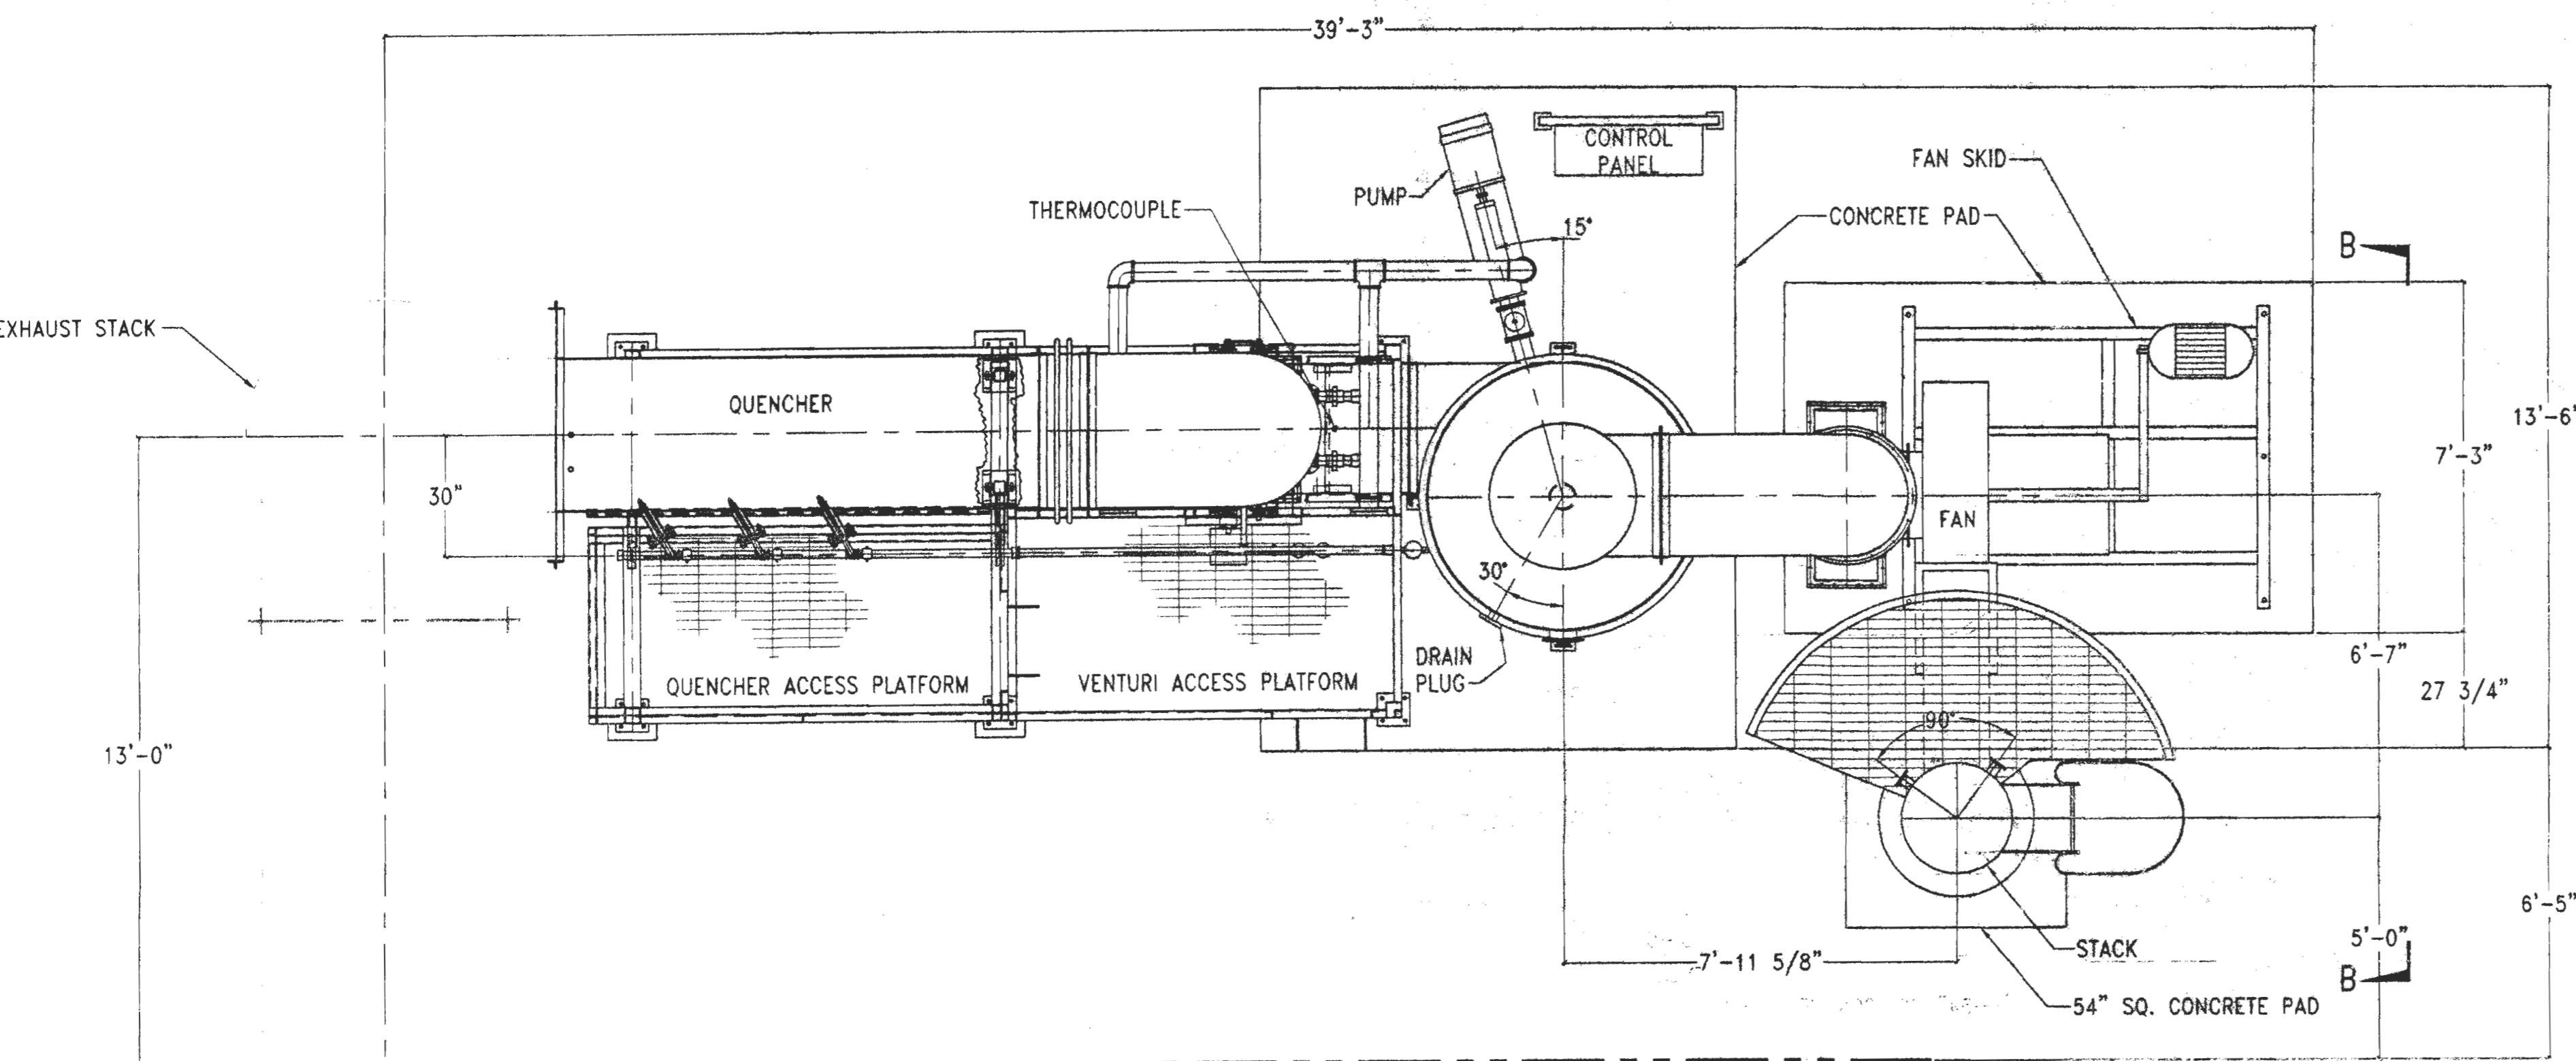 39'-3"
CONTROL
PANEL
FAN SKID
PUMP
THERMOCOUPLE
CONCRETE PAD
15°
B
EXHAUST STACK
QUENCHER
13'-6"
7'-3"
30"
FAN
30°
DRAIN
PLUG
6'-7"
27 3/4"
QUENCHER ACCESS PLATFORM
VENTURI ACCESS PLATFORM
90°
13'-0"
6'-5"
5'-0"
STACK
7'-11 5/8"
B
54" SQ. CONCRETE PAD